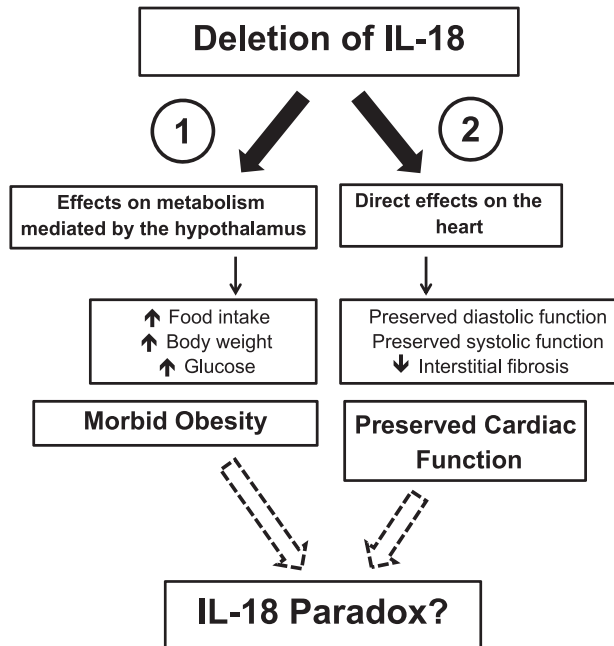 Deletion of IL-18
1
2
Effects on metabolism
mediated by the hypothalamus
Direct effects on the
heart
↑ Food intake
↑ Body weight
↑ Glucose
Preserved diastolic function
Preserved systolic function
↓ Interstitial fibrosis
Morbid Obesity
Preserved Cardiac
Function
IL-18 Paradox?